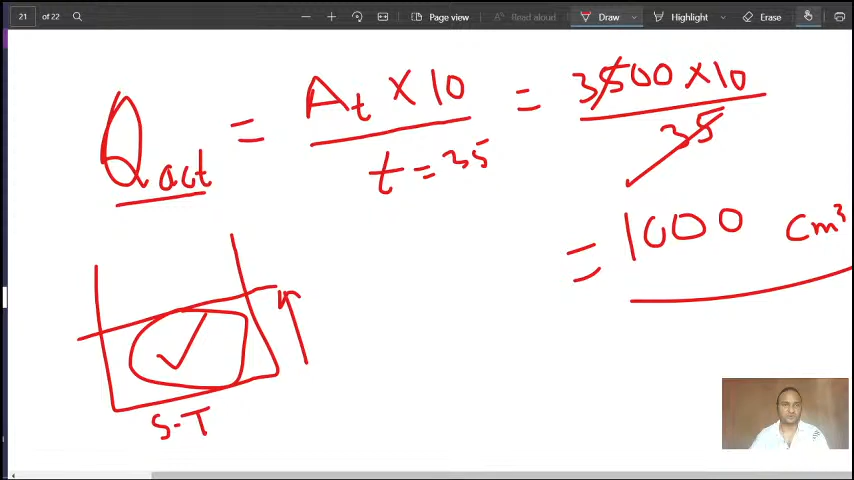 21 of 22 Page view Read aloud Draw Highlight Erase
Qact = At × 10 / t = 35 = 3500 × 10 / 35
= 1000 cm³
S-T